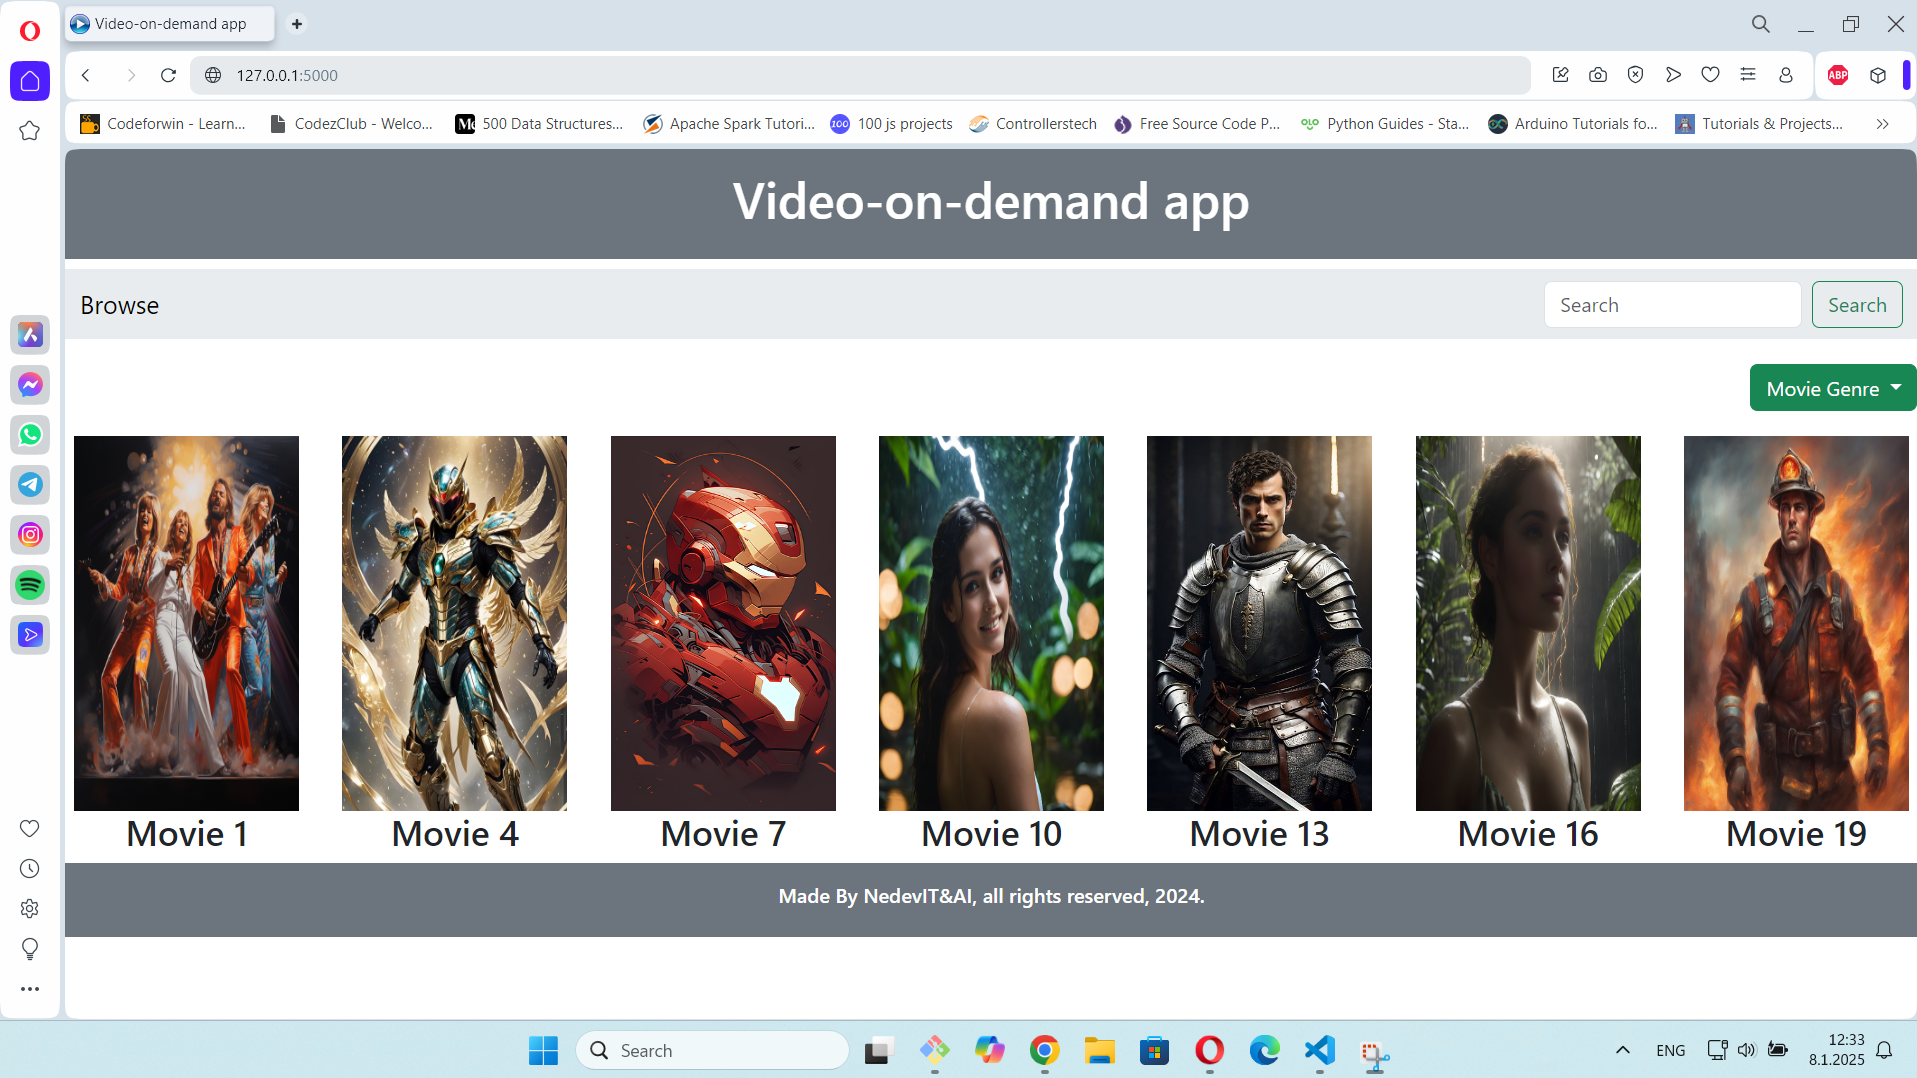 Video-on-demand app
127.0.0.1:5000
ABP
Codeforwin - Learn...
CodezClub - Welco...
500 Data Structures...
Apache Spark Tutori...
100 js projects
Controllerstech
Free Source Code P...
Python Guides - Sta...
Arduino Tutorials fo...
Tutorials & Projects...
Video-on-demand app
Browse
Search
Search
Movie Genre
Movie 1
Movie 4
Movie 7
Movie 10
Movie 13
Movie 16
Movie 19
Made By NedevIT&AI, all rights reserved, 2024.
Search
ENG
12:33
8.1.2025